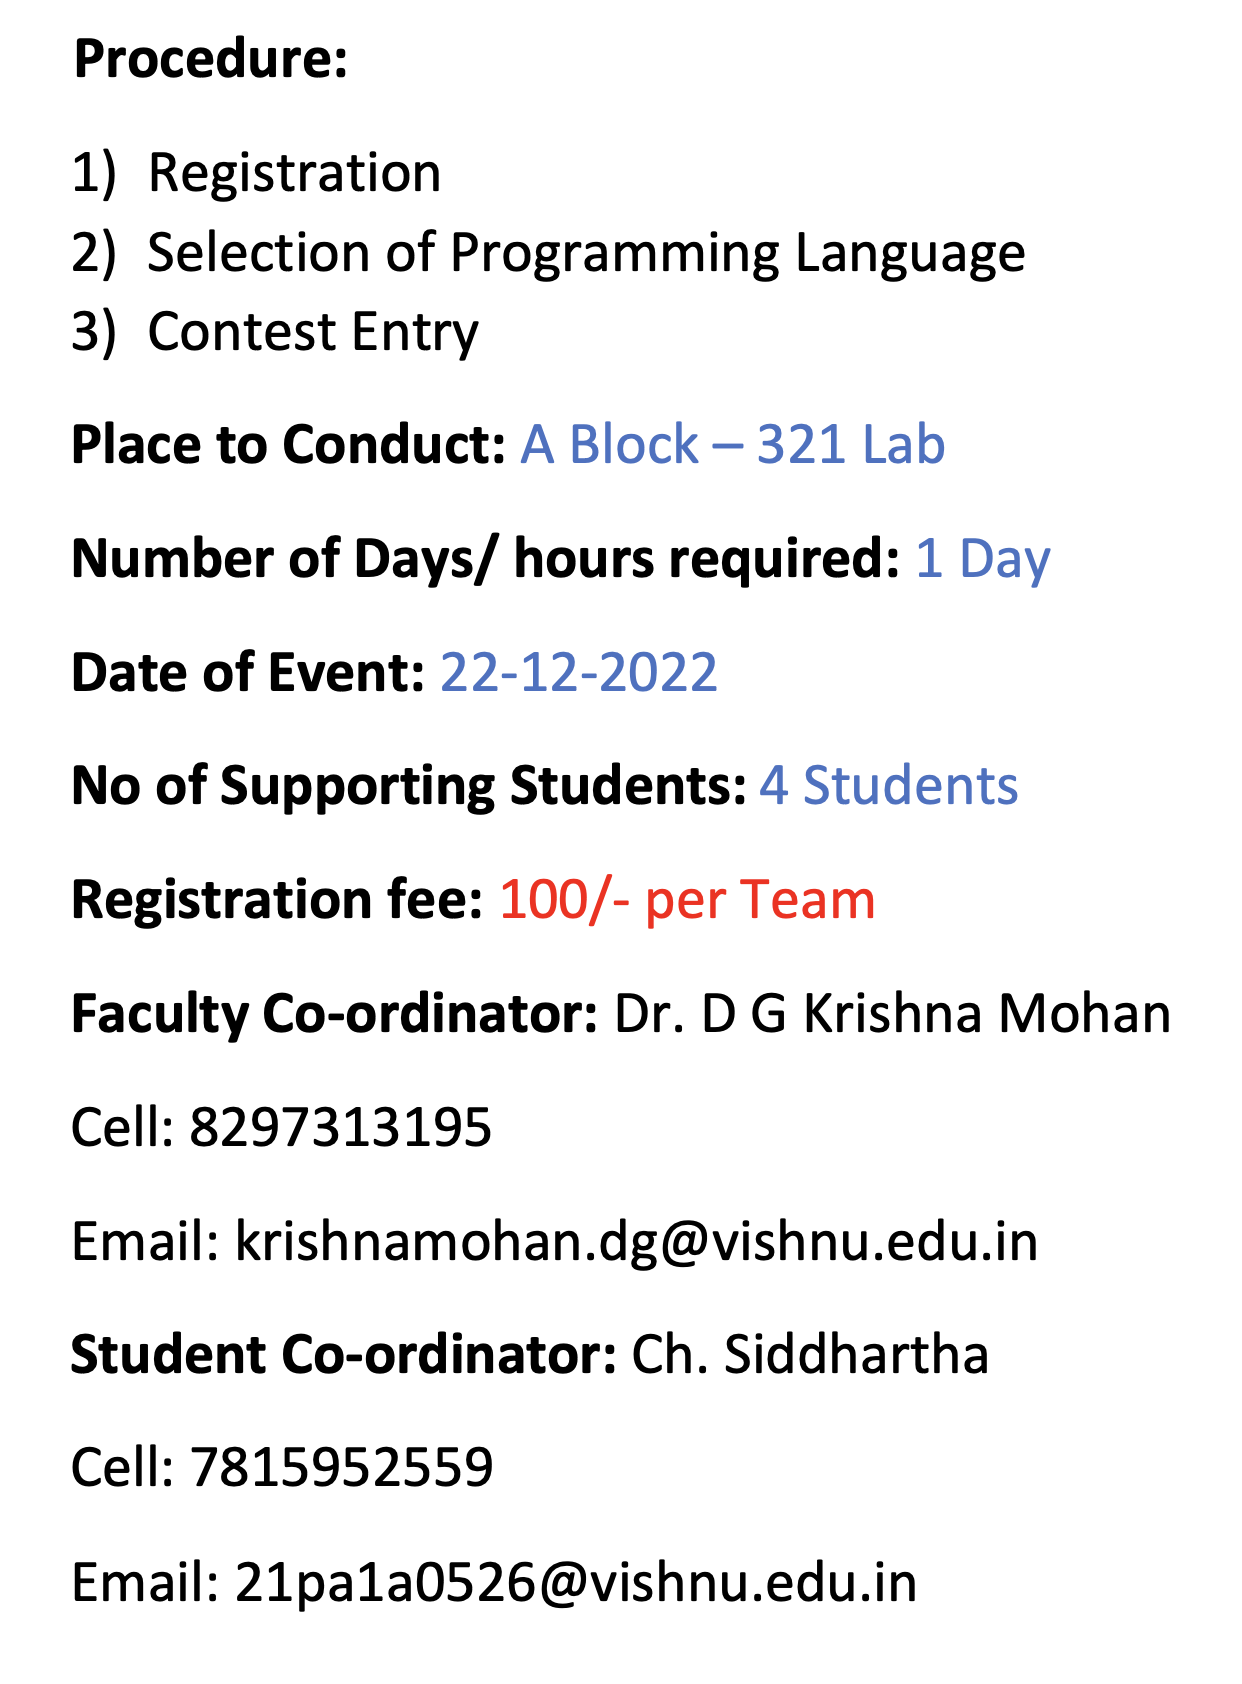 Procedure:
1) Registration
2) Selection of Programming Language
3) Contest Entry
Place to Conduct: A Block – 321 Lab
Number of Days/ hours required: 1 Day
Date of Event: 22-12-2022
No of Supporting Students: 4 Students
Registration fee: 100/- per Team
Faculty Co-ordinator: Dr. D G Krishna Mohan
Cell: 8297313195
Email: krishnamohan.dg@vishnu.edu.in
Student Co-ordinator: Ch. Siddhartha
Cell: 7815952559
Email: 21pa1a0526@vishnu.edu.in